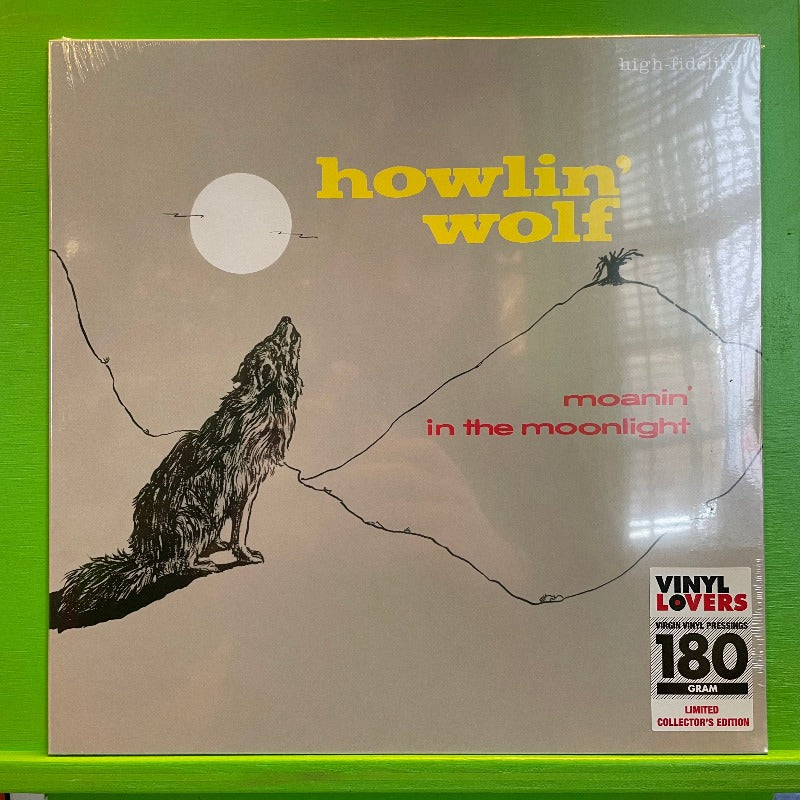 high-fidelity
howlin'
wolf
moanin'
in the moonlight
VINYL
LOVERS
VIRGIN VINYL PRESSINGS
180
GRAM
LIMITED
COLLECTOR'S EDITION